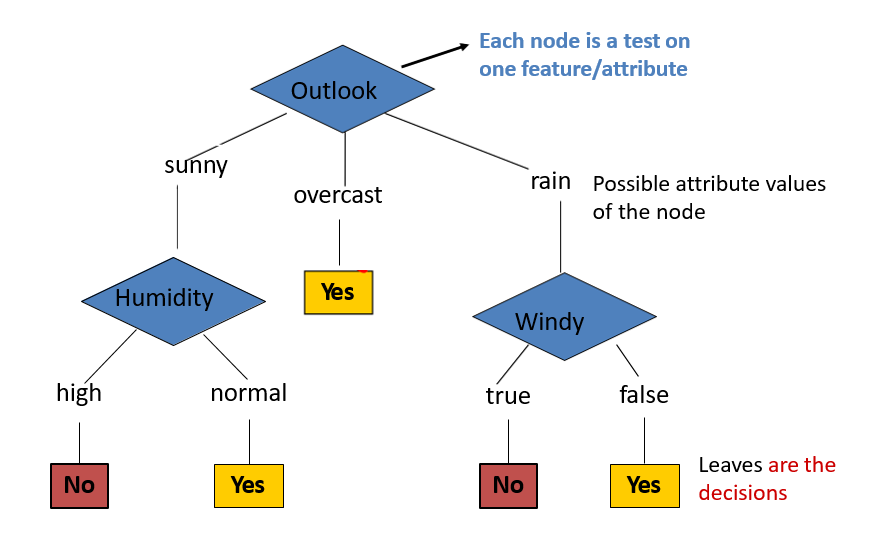 Each node is a test on
one feature/attribute
Outlook
sunny
overcast
rain
Possible attribute values
of the node
Yes
Humidity
Windy
high
normal
true
false
No
Yes
No
Yes
Leaves are the
decisions